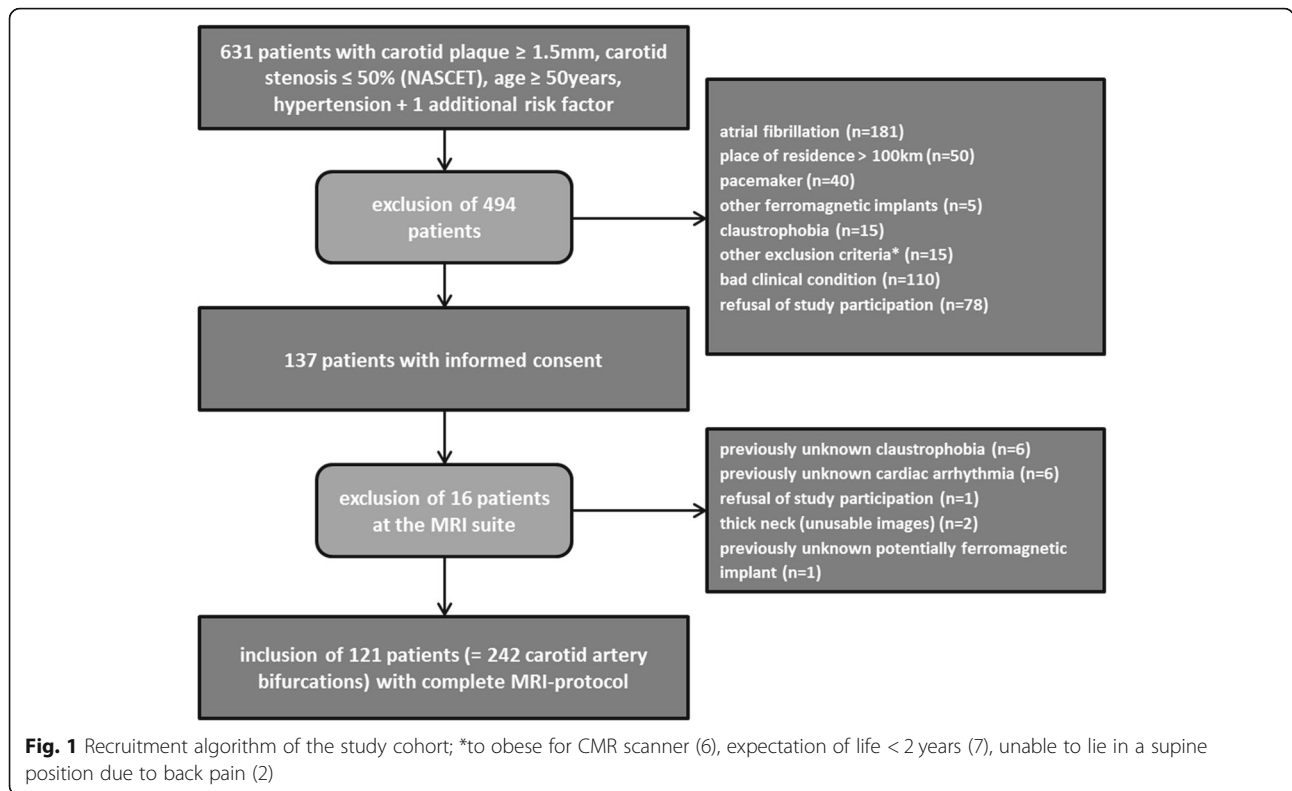 631 patients with carotid plaque ≥ 1.5mm, carotid
stenosis ≤ 50% (NASCET), age ≥ 50years,
hypertension + 1 additional risk factor
exclusion of 494
patients
atrial fibrillation (n=181)
place of residence > 100km (n=50)
pacemaker (n=40)
other ferromagnetic implants (n=5)
claustrophobia (n=15)
other exclusion criteria* (n=15)
bad clinical condition (n=110)
refusal of study participation (n=78)
137 patients with informed consent
exclusion of 16 patients
at the MRI suite
previously unknown claustrophobia (n=6)
previously unknown cardiac arrhythmia (n=6)
refusal of study participation (n=1)
thick neck (unusable images) (n=2)
previously unknown potentially ferromagnetic
implant (n=1)
inclusion of 121 patients (= 242 carotid artery
bifurcations) with complete MRI-protocol
Fig. 1 Recruitment algorithm of the study cohort; *to obese for CMR scanner (6), expectation of life < 2 years (7), unable to lie in a supine
position due to back pain (2)